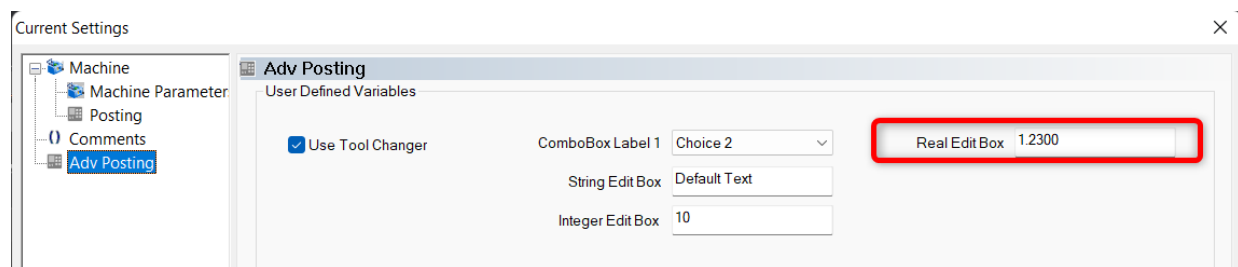 Current Settings
Machine
Machine Parameter
Posting
() Comments
Adv Posting
Adv Posting
User Defined Variables
Use Tool Changer
ComboBox Label 1 Choice 2
String Edit Box Default Text
Integer Edit Box 10
Real Edit Box 1.2300